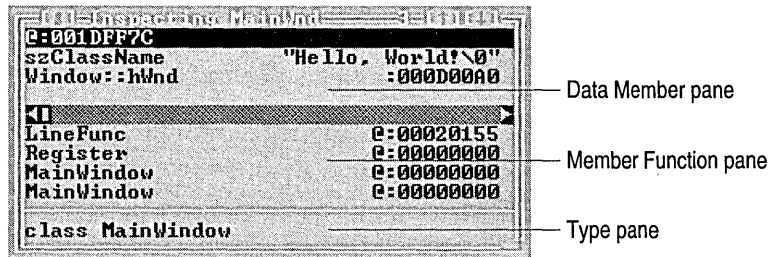 Inspecting MainWnd 3
@:001DFF7C
szClassName "Hello, World!\0"
Window::hWnd :000D00A0
Data Member pane
LineFunc @:00020155
Register @:00000000
MainWindow @:00000000
MainWindow @:00000000
Member Function pane
class MainWindow
Type pane